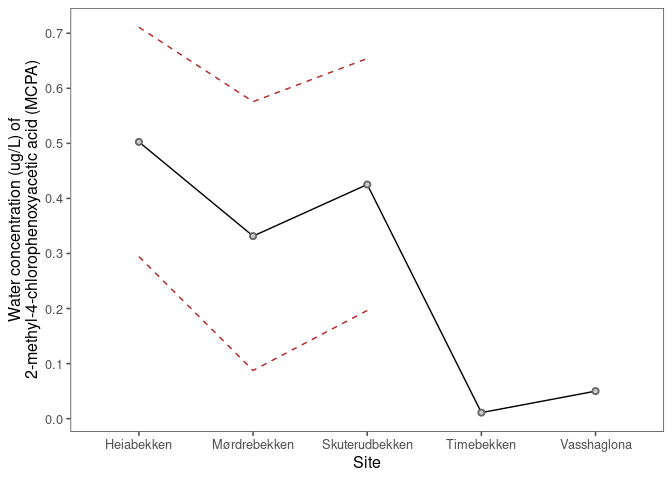 Water concentration (ug/L) of
2-methyl-4-chlorophenoxyacetic acid (MCPA)
0.7
0.6
0.5
0.4
0.3
0.2
0.1
0.0
Heiabekken Mørdrebekken Skuterudbekken Timebekken Vasshaglona
Site